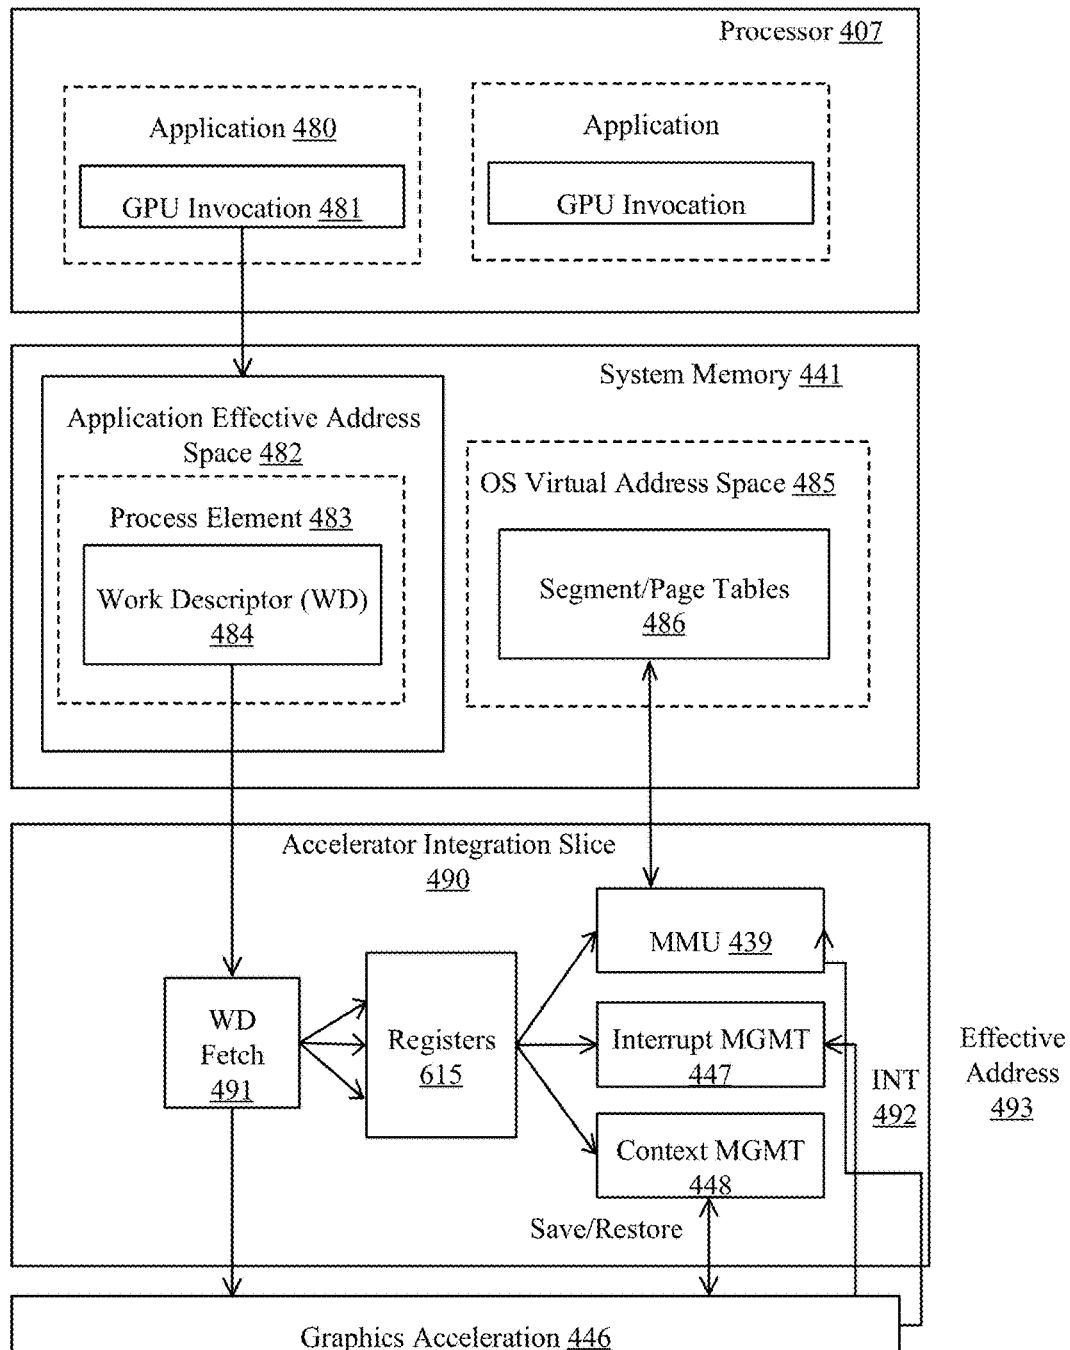 Processor 407
Application 480
GPU Invocation 481
Application
GPU Invocation
System Memory 441
Application Effective Address
Space 482
Process Element 483
Work Descriptor (WD)
484
OS Virtual Address Space 485
Segment/Page Tables
486
Accelerator Integration Slice
490
WD
Fetch
491
Registers
615
MMU 439
Interrupt MGMT
447
Context MGMT
448
INT
492
Effective
Address
493
Save/Restore
Graphics Acceleration 446